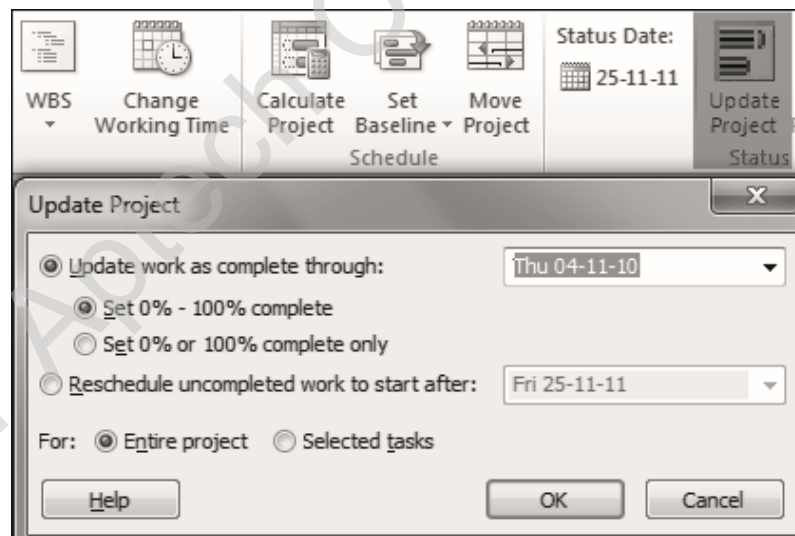 Status Date:
25-11-11
WBS
Change Working Time
Calculate Project
Set Baseline
Move Project
Update Project
Schedule
Status
Update Project
Update work as complete through:
Thu 04-11-10
Set 0% - 100% complete
Set 0% or 100% complete only
Reschedule uncompleted work to start after:
Fri 25-11-11
For: Entire project Selected tasks
Help OK Cancel
Aptech